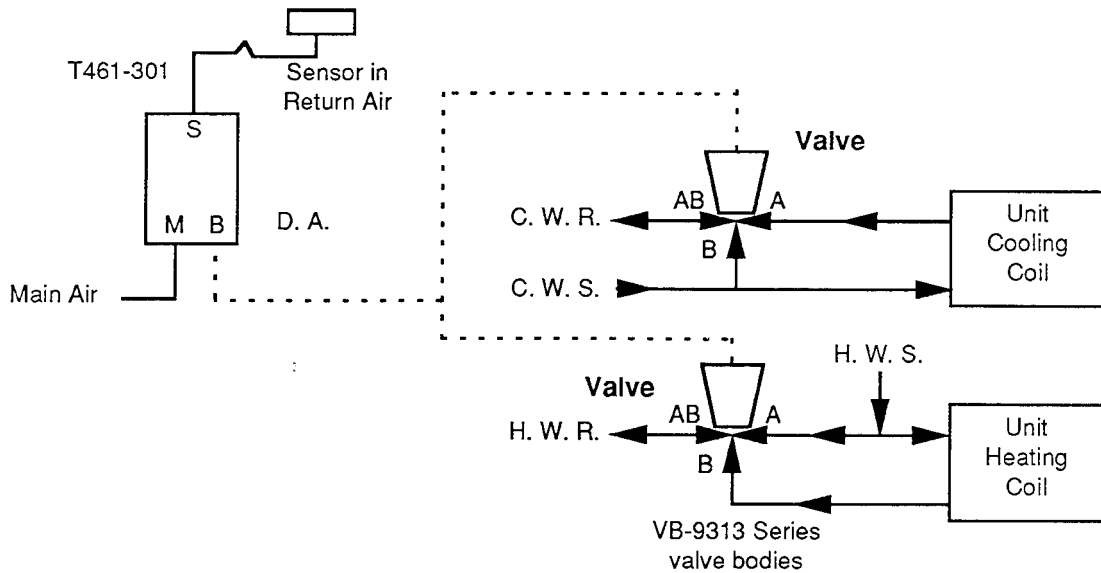 T461-301
Sensor in
Return Air
S
M B
D. A.
Main Air
Valve
AB A
C. W. R.
B
C. W. S.
Unit
Cooling
Coil
H. W. S.
Valve
AB A
H. W. R.
B
Unit
Heating
Coil
VB-9313 Series
valve bodies